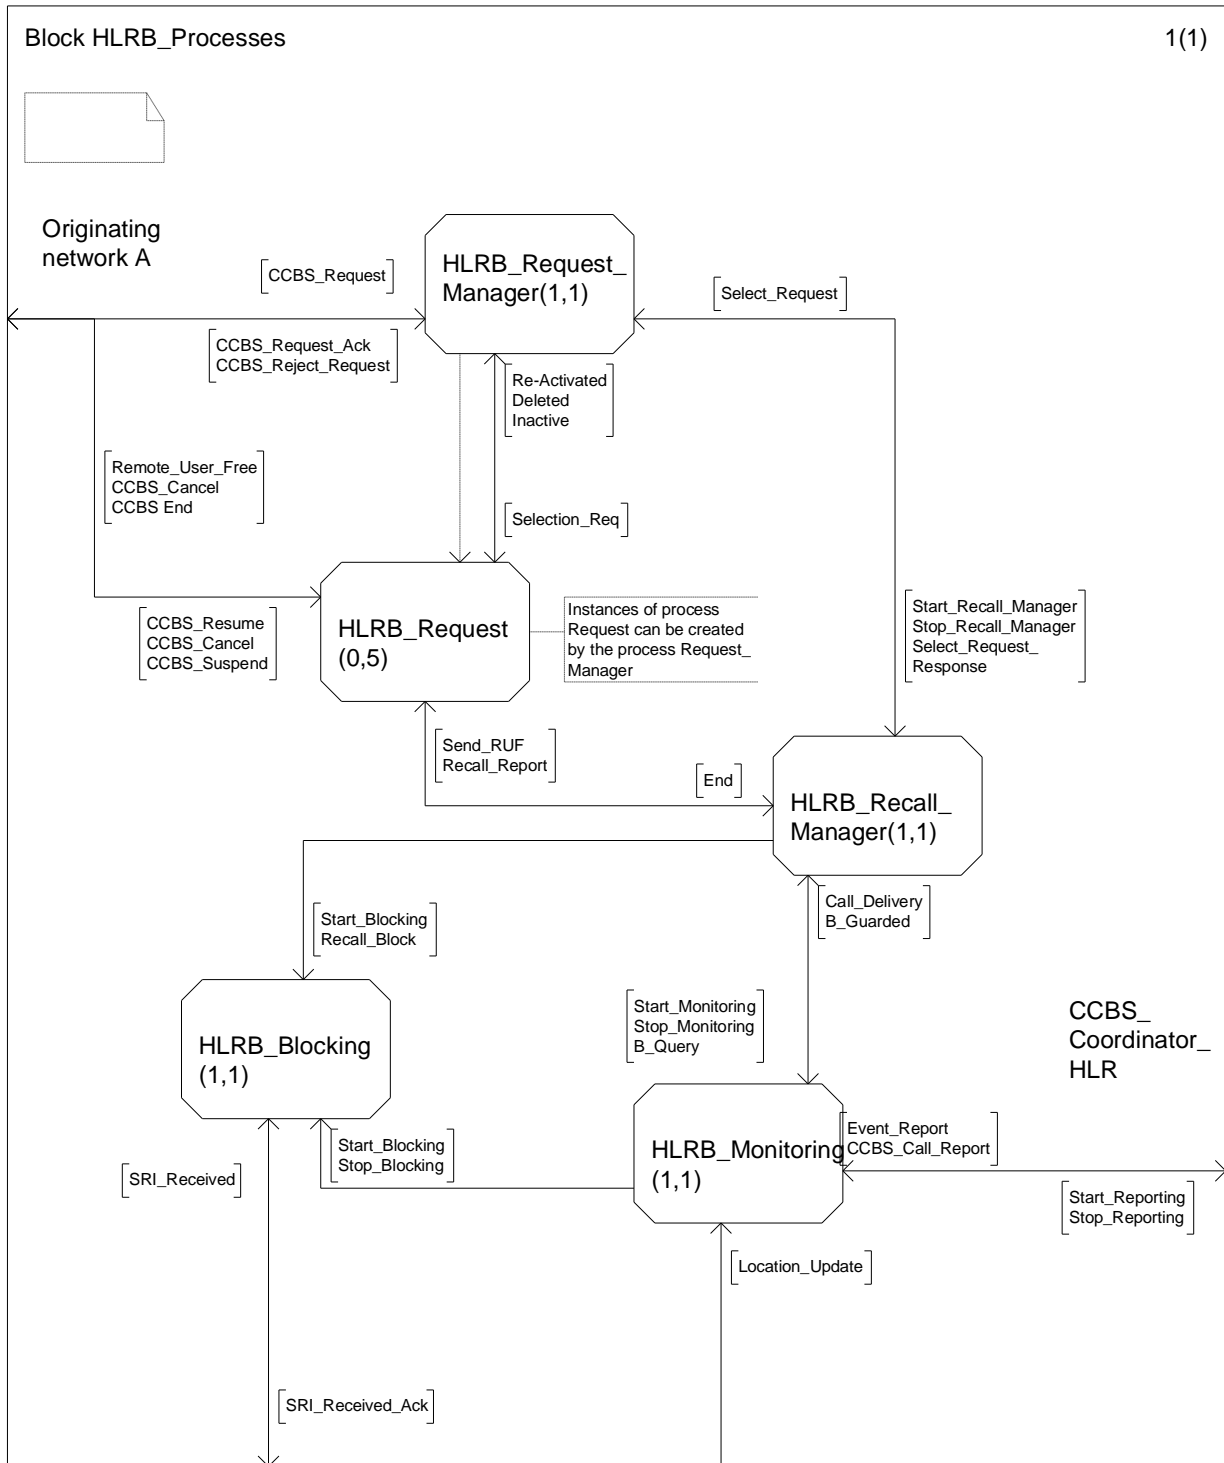 Block HLRB_Processes
1(1)
Originating
network A
CCBS_Request
HLRB_Request_
Manager(1,1)
Select_Request
CCBS_Request_Ack
CCBS_Reject_Request
Re-Activated
Deleted
Inactive
Remote_User_Free
CCBS_Cancel
CCBS End
Selection_Req
CCBS_Resume
CCBS_Cancel
CCBS_Suspend
HLRB_Request
(0,5)
Instances of process
Request can be created
by the process Request_
Manager
Start_Recall_Manager
Stop_Recall_Manager
Select_Request_
Response
Send_RUF
Recall_Report
End
HLRB_Recall_
Manager(1,1)
Start_Blocking
Recall_Block
Call_Delivery
B_Guarded
HLRB_Blocking
(1,1)
Start_Monitoring
Stop_Monitoring
B_Query
CCBS_
Coordinator_
HLR
Start_Blocking
Stop_Blocking
SRI_Received
HLRB_Monitoring
(1,1)
Event_Report
CCBS_Call_Report
Start_Reporting
Stop_Reporting
Location_Update
SRI_Received_Ack